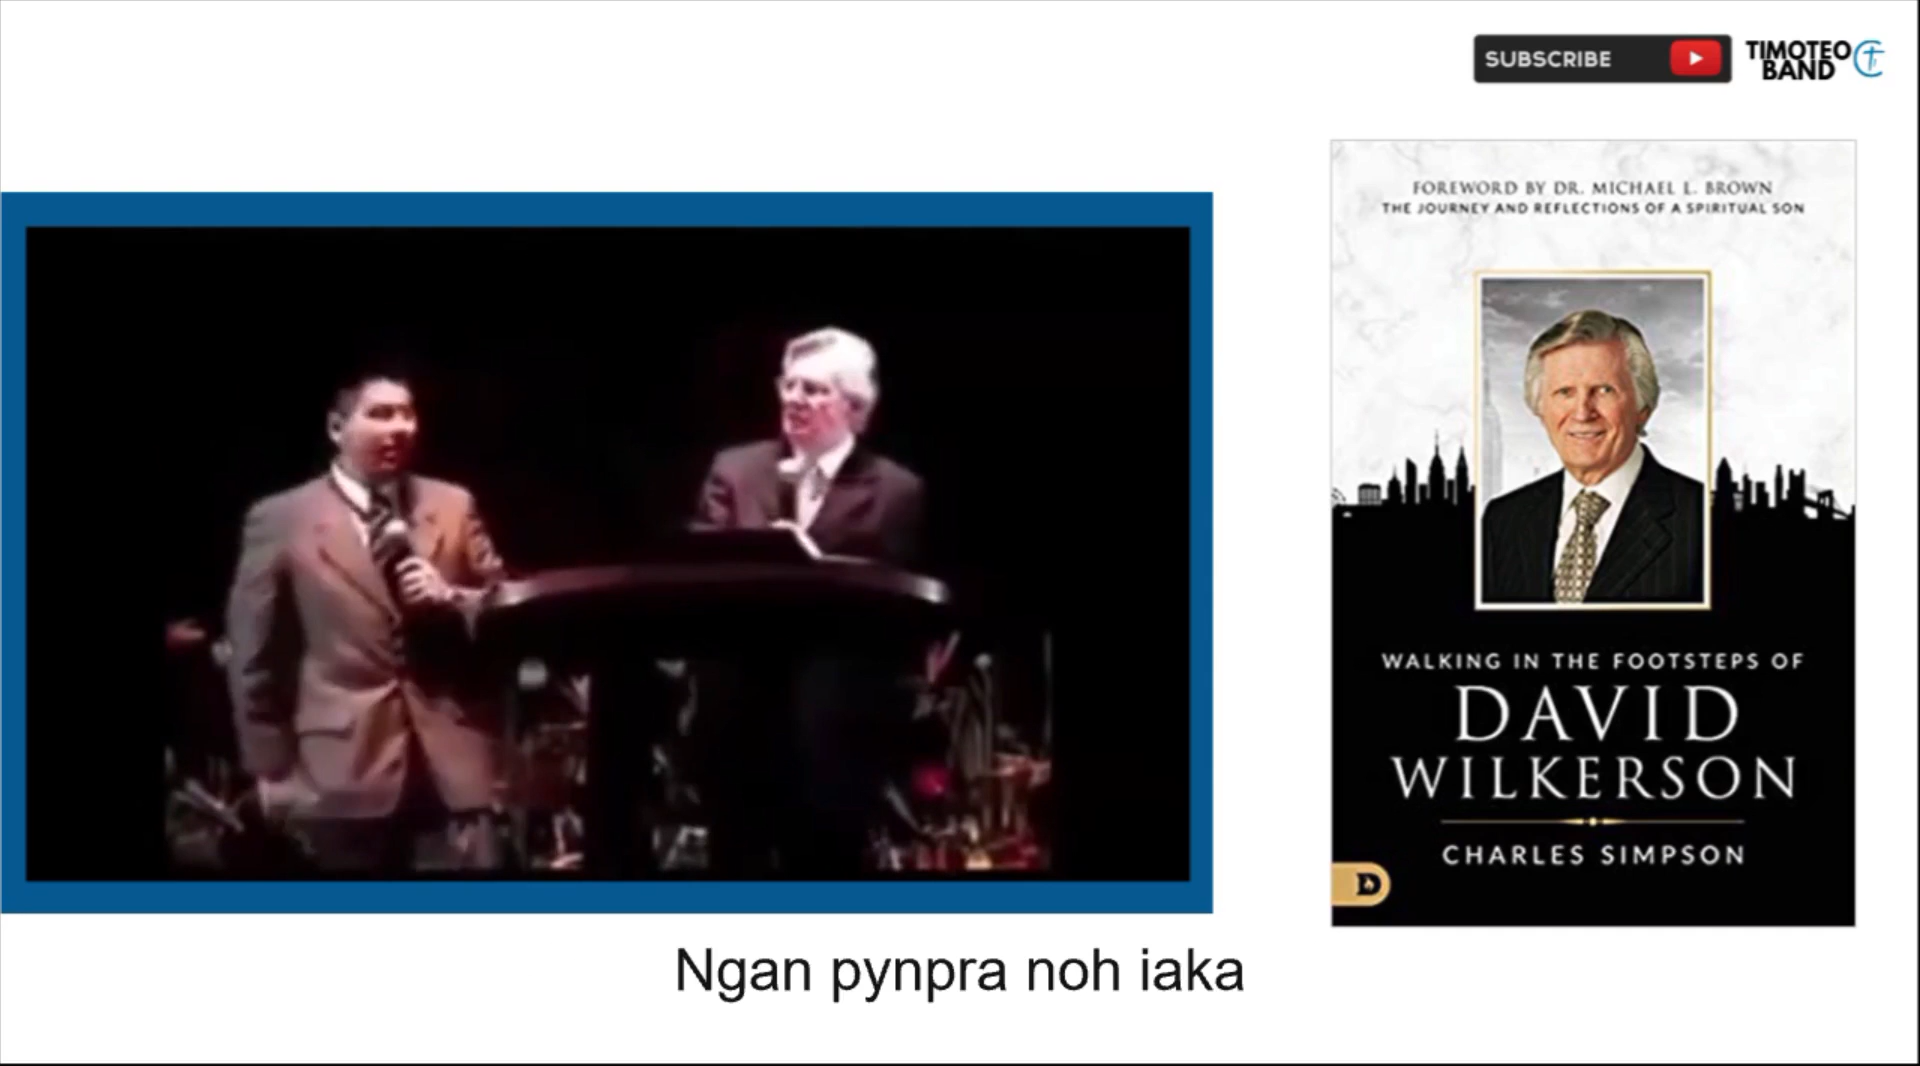 SUBSCRIBE
TIMOTEO
BAND
FOREWORD BY DR. MICHAEL L. BROWN
THE JOURNEY AND REFLECTIONS OF A SPIRITUAL SON
WALKING IN THE FOOTSTEPS OF
DAVID
WILKERSON
CHARLES SIMPSON
D
Ngan pynpra noh iaka